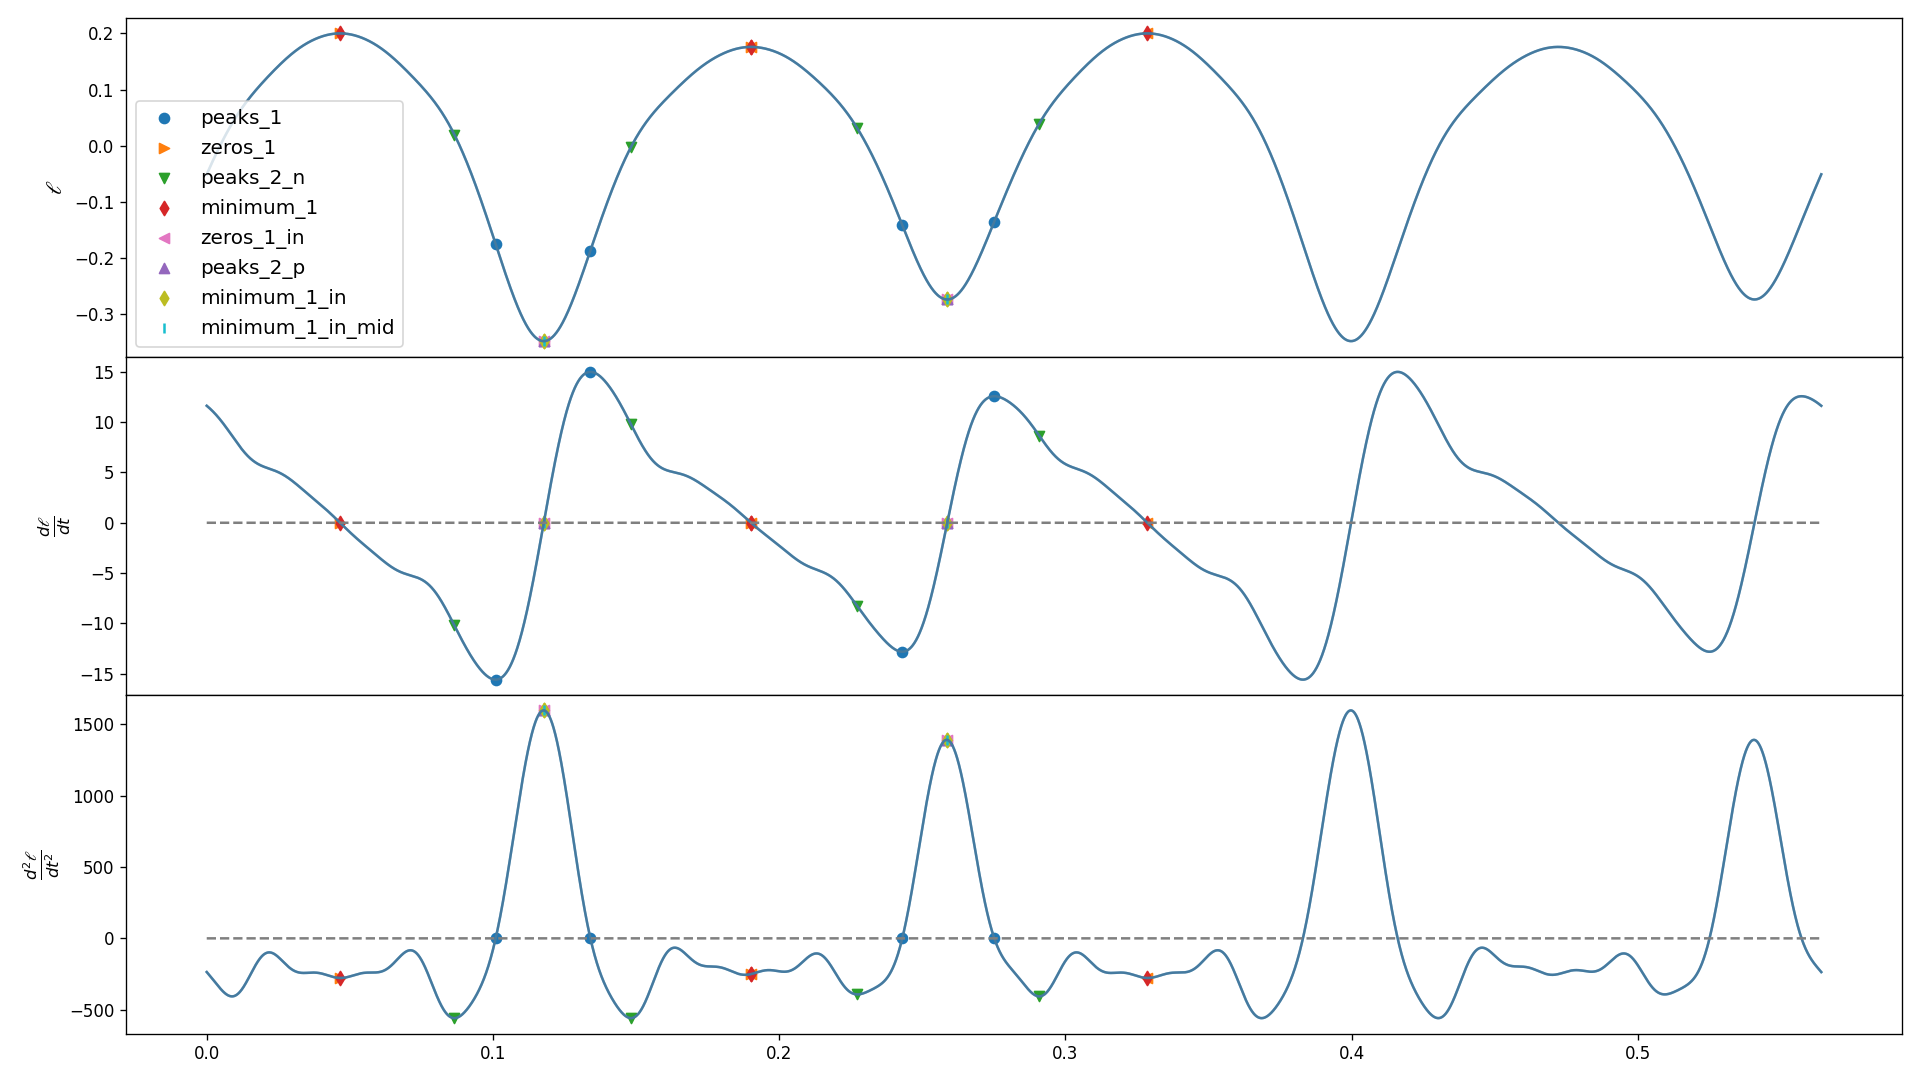 0.2
0.1
0.0
−0.1
−0.2
−0.3
ℓ
peaks_1
zeros_1
peaks_2_n
minimum_1
zeros_1_in
peaks_2_p
minimum_1_in
minimum_1_in_mid
15
10
5
0
−5
−10
−15
dℓ
dt
1500
1000
500
0
−500
d²ℓ
dt²
0.0 0.1 0.2 0.3 0.4 0.5